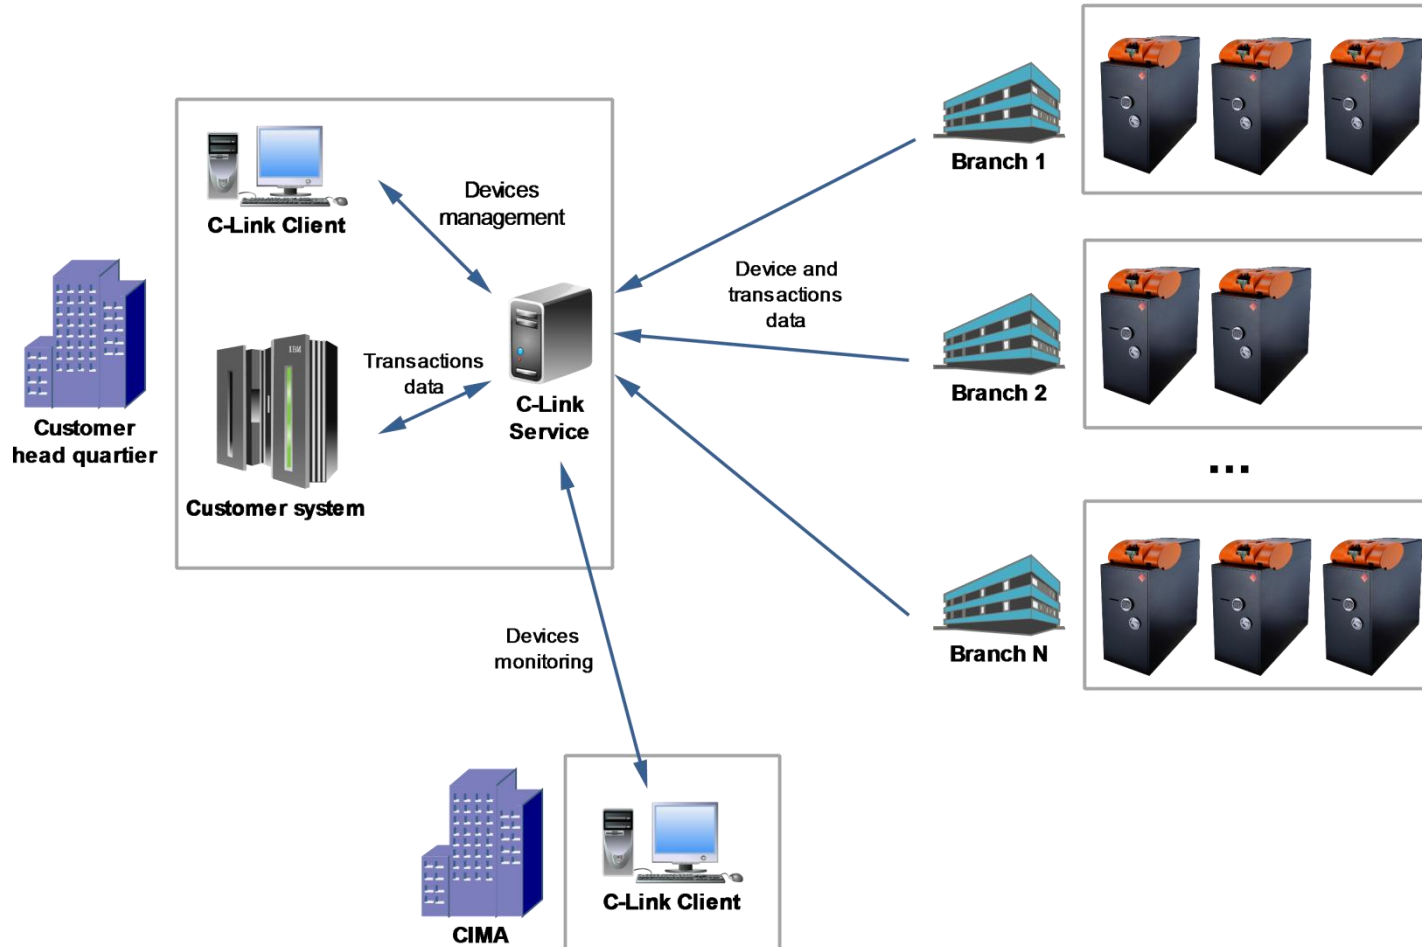 Branch 1
C-Link Client
Devices
management
Device and
transactions
data
Customer
head quartier
Transactions
data
C-Link
Service
Customer system
Branch 2
...
Branch N
Devices
monitoring
C-Link Client
CIMA